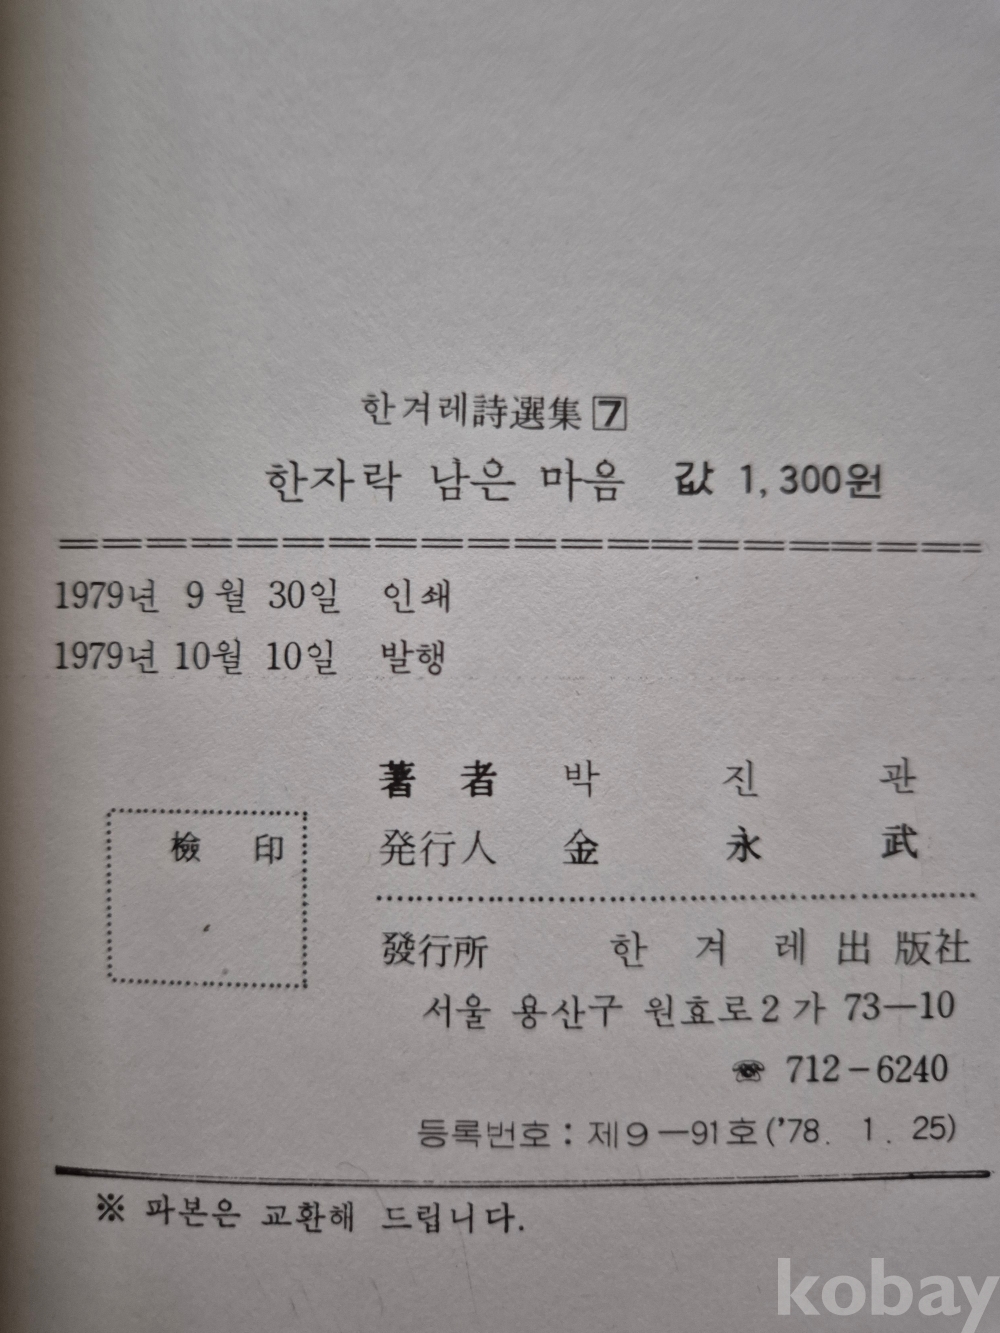 한겨레詩選集 7
한자락 남은 마음 값 1,300원
1979년 9월 30일 인쇄
1979년 10월 10일 발행
著者 박진관
檢印
発行人 金永武
發行所 한겨레出版社
서울 용산구 원효로2가 73—10
☏ 712-6240
등록번호 : 제9—91호('78. 1. 25)
※ 파본은 교환해 드립니다.
kobay